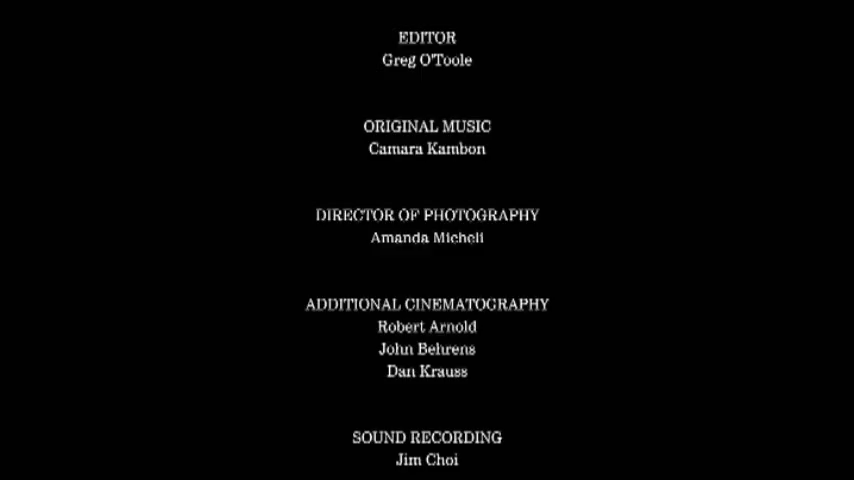 EDITOR
Greg O'Toole
ORIGINAL MUSIC
Camara Kambon
DIRECTOR OF PHOTOGRAPHY
Amanda Micheli
ADDITIONAL CINEMATOGRAPHY
Robert Arnold
John Behrens
Dan Krauss
SOUND RECORDING
Jim Choi